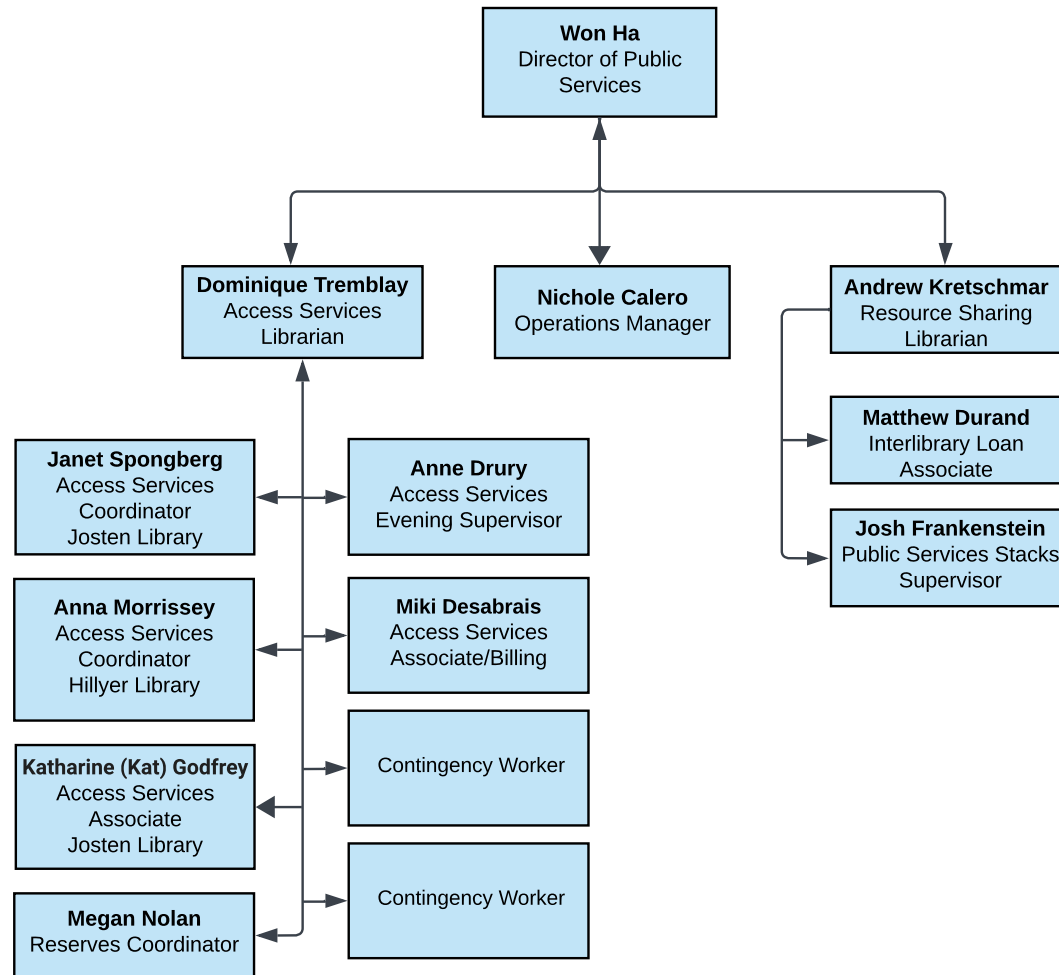 Won Ha
Director of Public
Services
Dominique Tremblay
Access Services
Librarian
Nichole Calero
Operations Manager
Andrew Kretschmar
Resource Sharing
Librarian
Janet Spongberg
Access Services
Coordinator
Josten Library
Anne Drury
Access Services
Evening Supervisor
Matthew Durand
Interlibrary Loan
Associate
Josh Frankenstein
Public Services Stacks
Supervisor
Anna Morrissey
Access Services
Coordinator
Hillyer Library
Miki Desabrais
Access Services
Associate/Billing
Katharine (Kat) Godfrey
Access Services
Associate
Josten Library
Contingency Worker
Megan Nolan
Reserves Coordinator
Contingency Worker